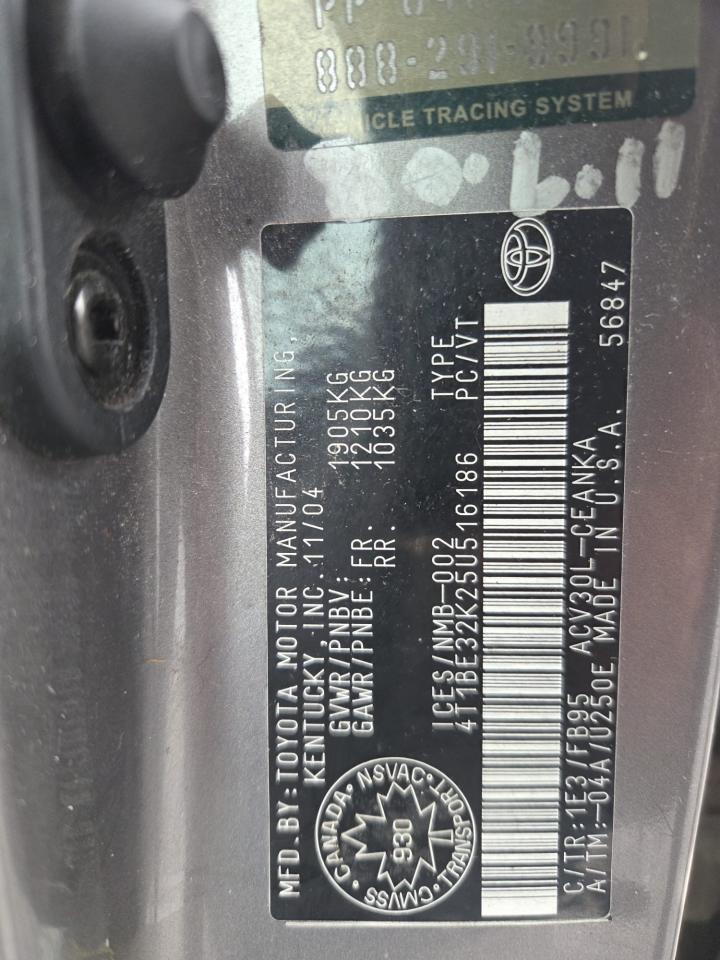 888-291-8991
VEHICLE TRACING SYSTEM
MFD.BY:TOYOTA MOTOR MANUFACTURING,
KENTUCKY,INC. 11/04
GVWR/PNBV: 1905KG
GAWR/PNBE:FR. 1210KG
RR. 1035KG
ICES/NMB-002 TYPE
4T1BE32K25U516186 PC/VT
CANADA·NSVAC·TRANSPORT·CMVSS
930
C/TR:1E3/FB95 ACV30L-CEANKA
A/TM:-04A/U250E, MADE IN U.S.A. 56847